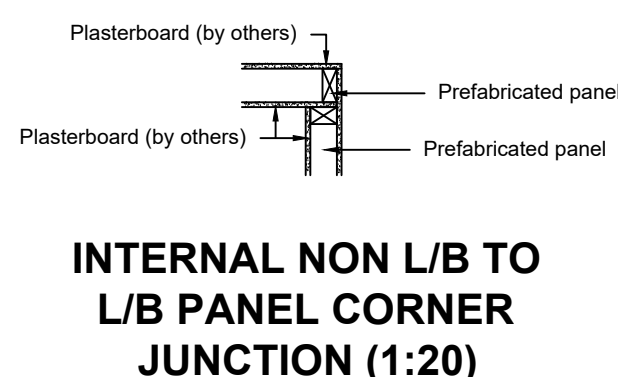 Plasterboard (by others)
Prefabricated panel
Plasterboard (by others)
Prefabricated panel
INTERNAL NON L/B TO
L/B PANEL CORNER
JUNCTION (1:20)